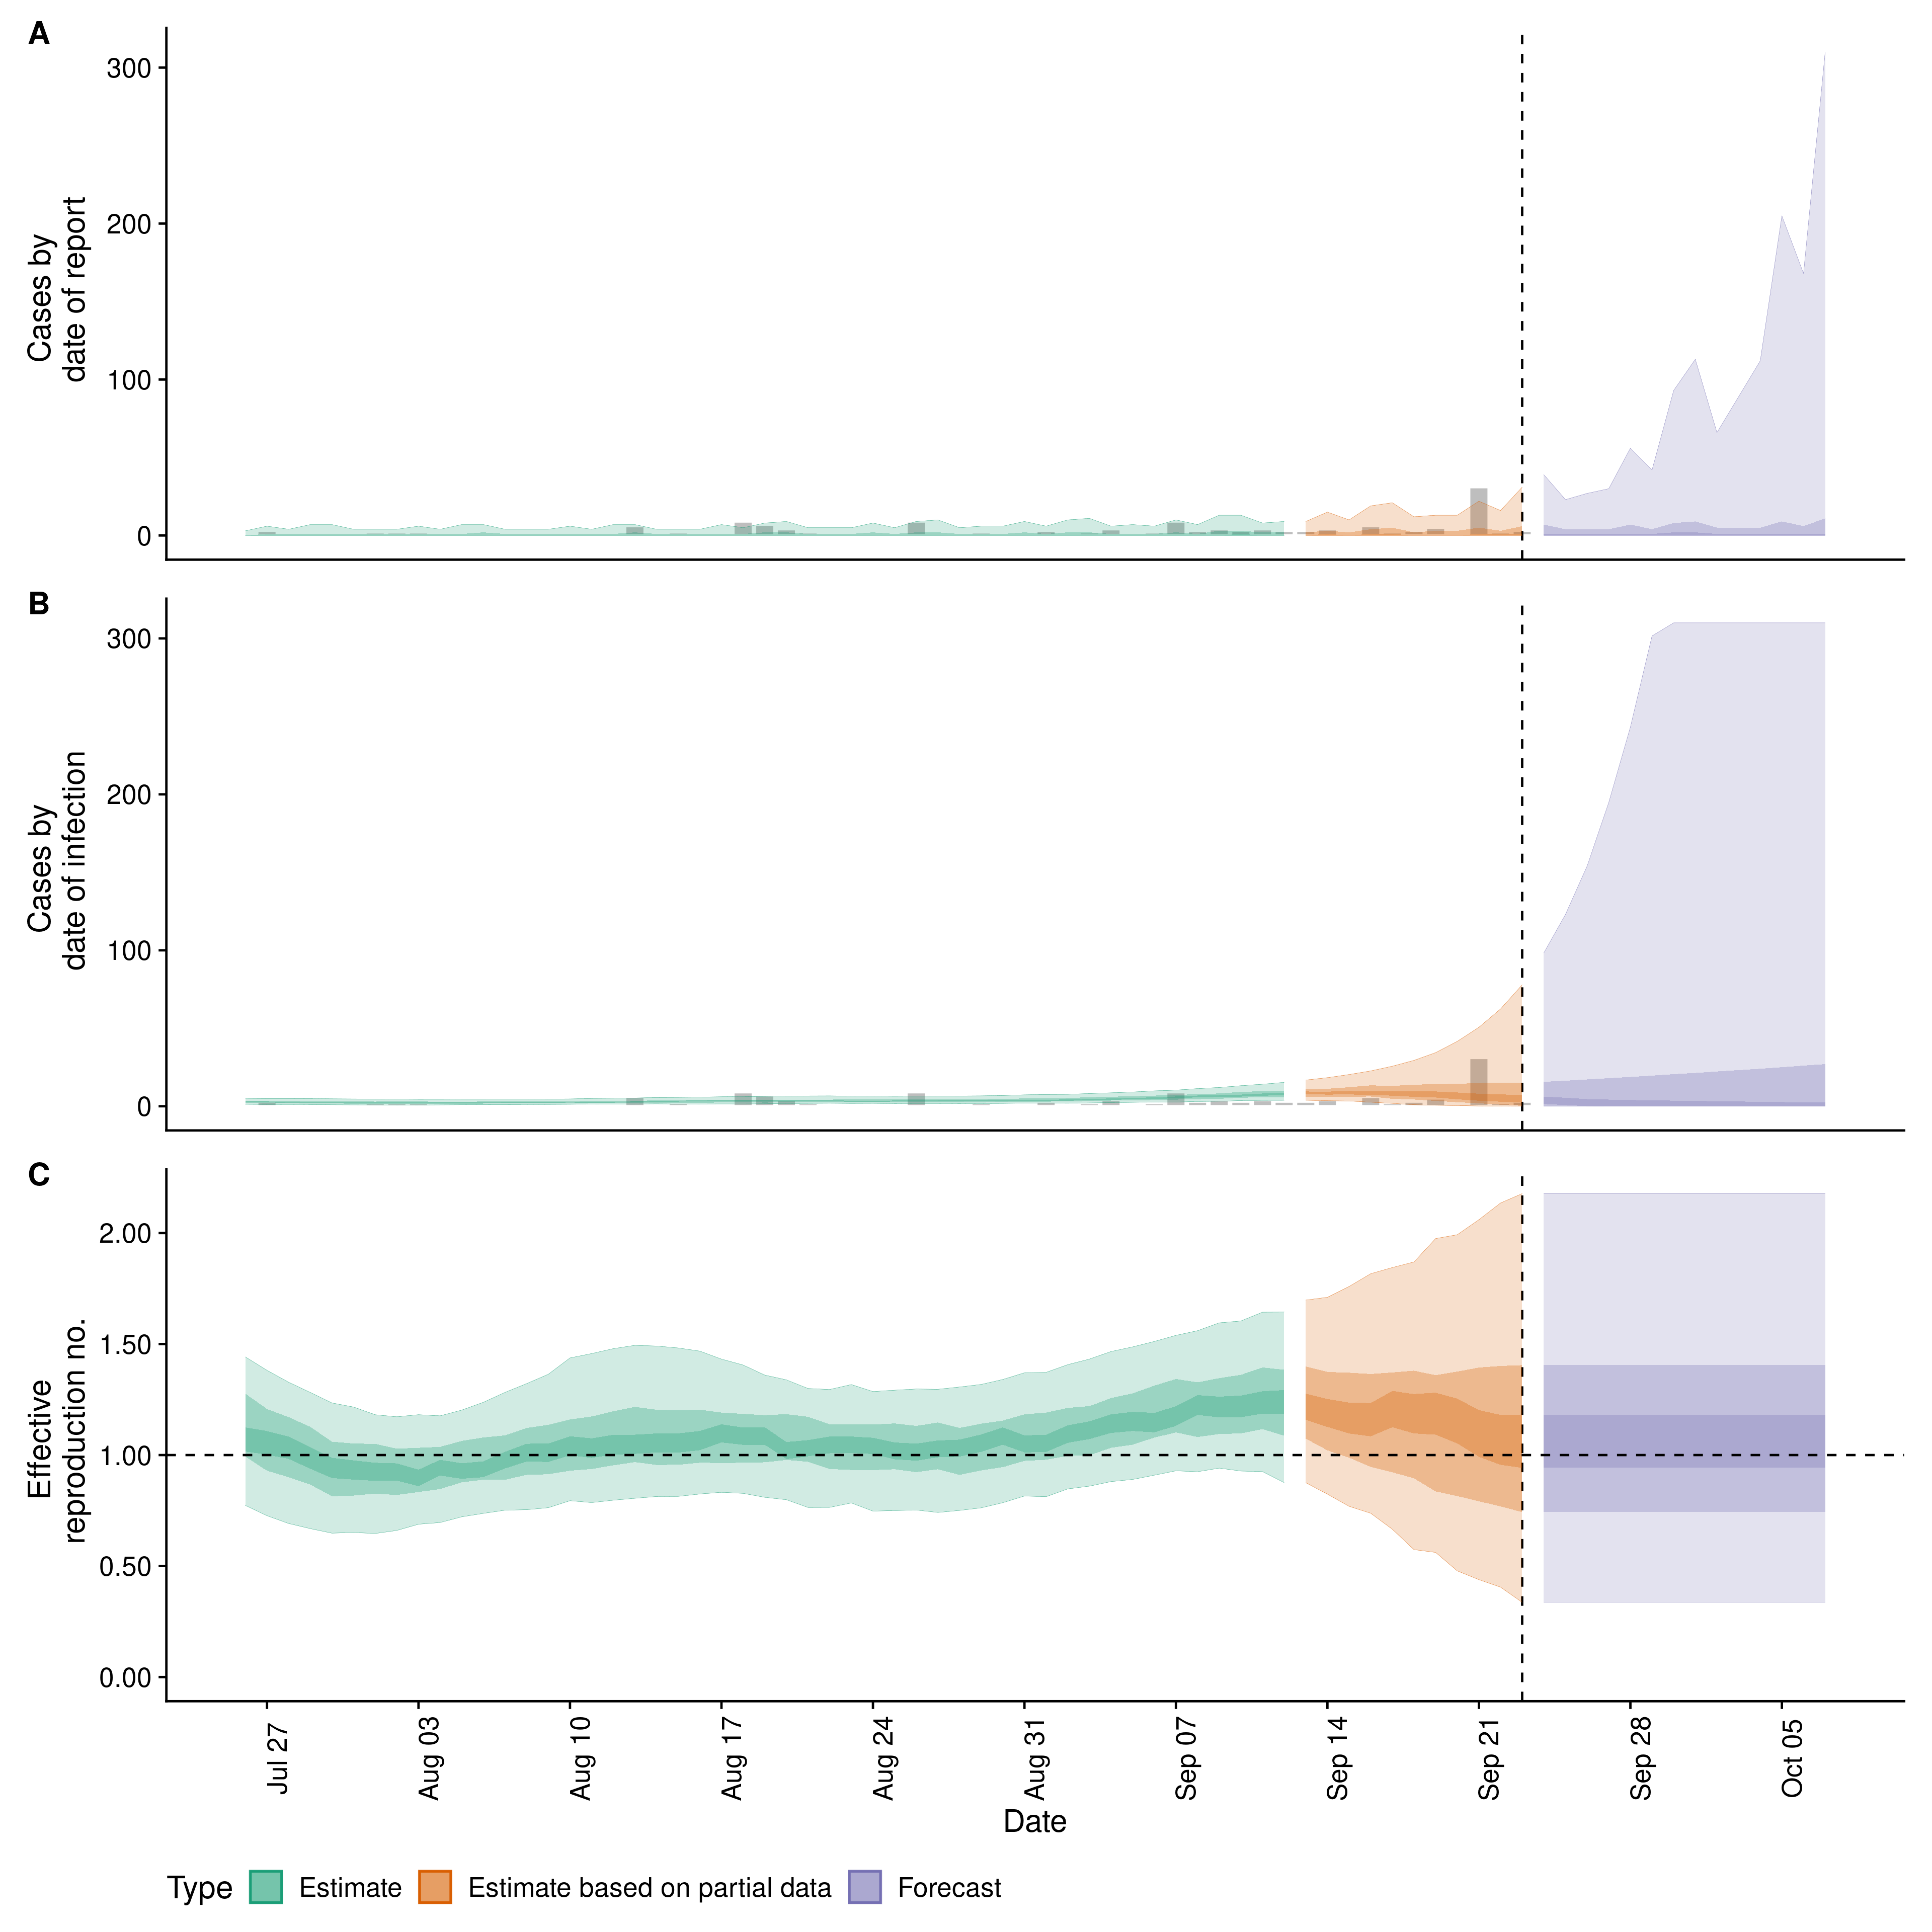 A
300
200
100
0
Cases by
date of report
B
300
200
100
0
Cases by
date of infection
C
2.00
1.50
1.00
0.50
0.00
Effective
reproduction no.
Jul 27
Aug 03
Aug 10
Aug 17
Aug 24
Aug 31
Sep 07
Sep 14
Sep 21
Sep 28
Oct 05
Date
Type Estimate Estimate based on partial data Forecast